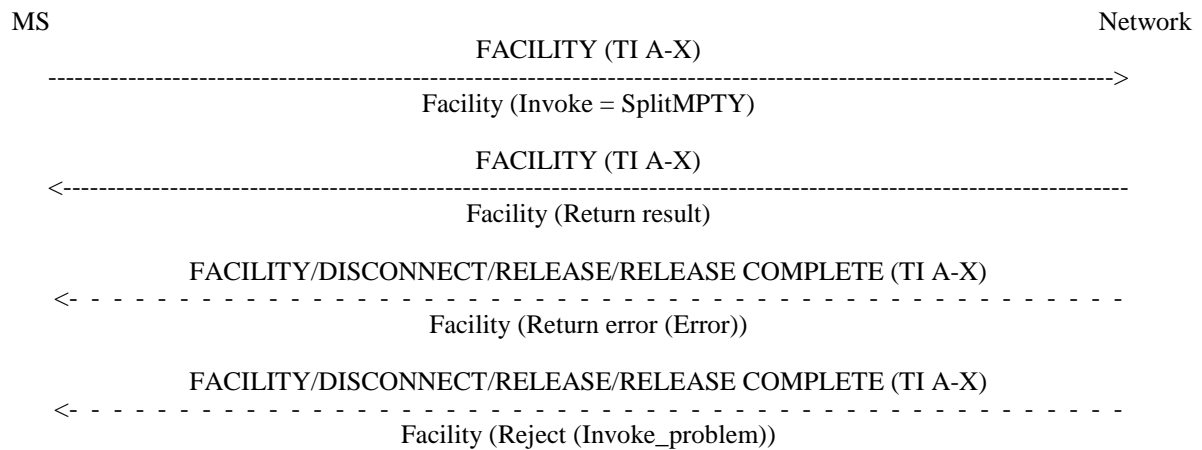 MS Network
FACILITY (TI A-X)
------------------------------------------------------------------------------------------------------------------------>
Facility (Invoke = SplitMPTY)
FACILITY (TI A-X)
<------------------------------------------------------------------------------------------------------------------------
Facility (Return result)
FACILITY/DISCONNECT/RELEASE/RELEASE COMPLETE (TI A-X)
<- - - - - - - - - - - - - - - - - - - - - - - - - - - - - - - - - - - - - - - - - - - - - - - -
Facility (Return error (Error))
FACILITY/DISCONNECT/RELEASE/RELEASE COMPLETE (TI A-X)
<- - - - - - - - - - - - - - - - - - - - - - - - - - - - - - - - - - - - - - - - - - - - - - - -
Facility (Reject (Invoke_problem))